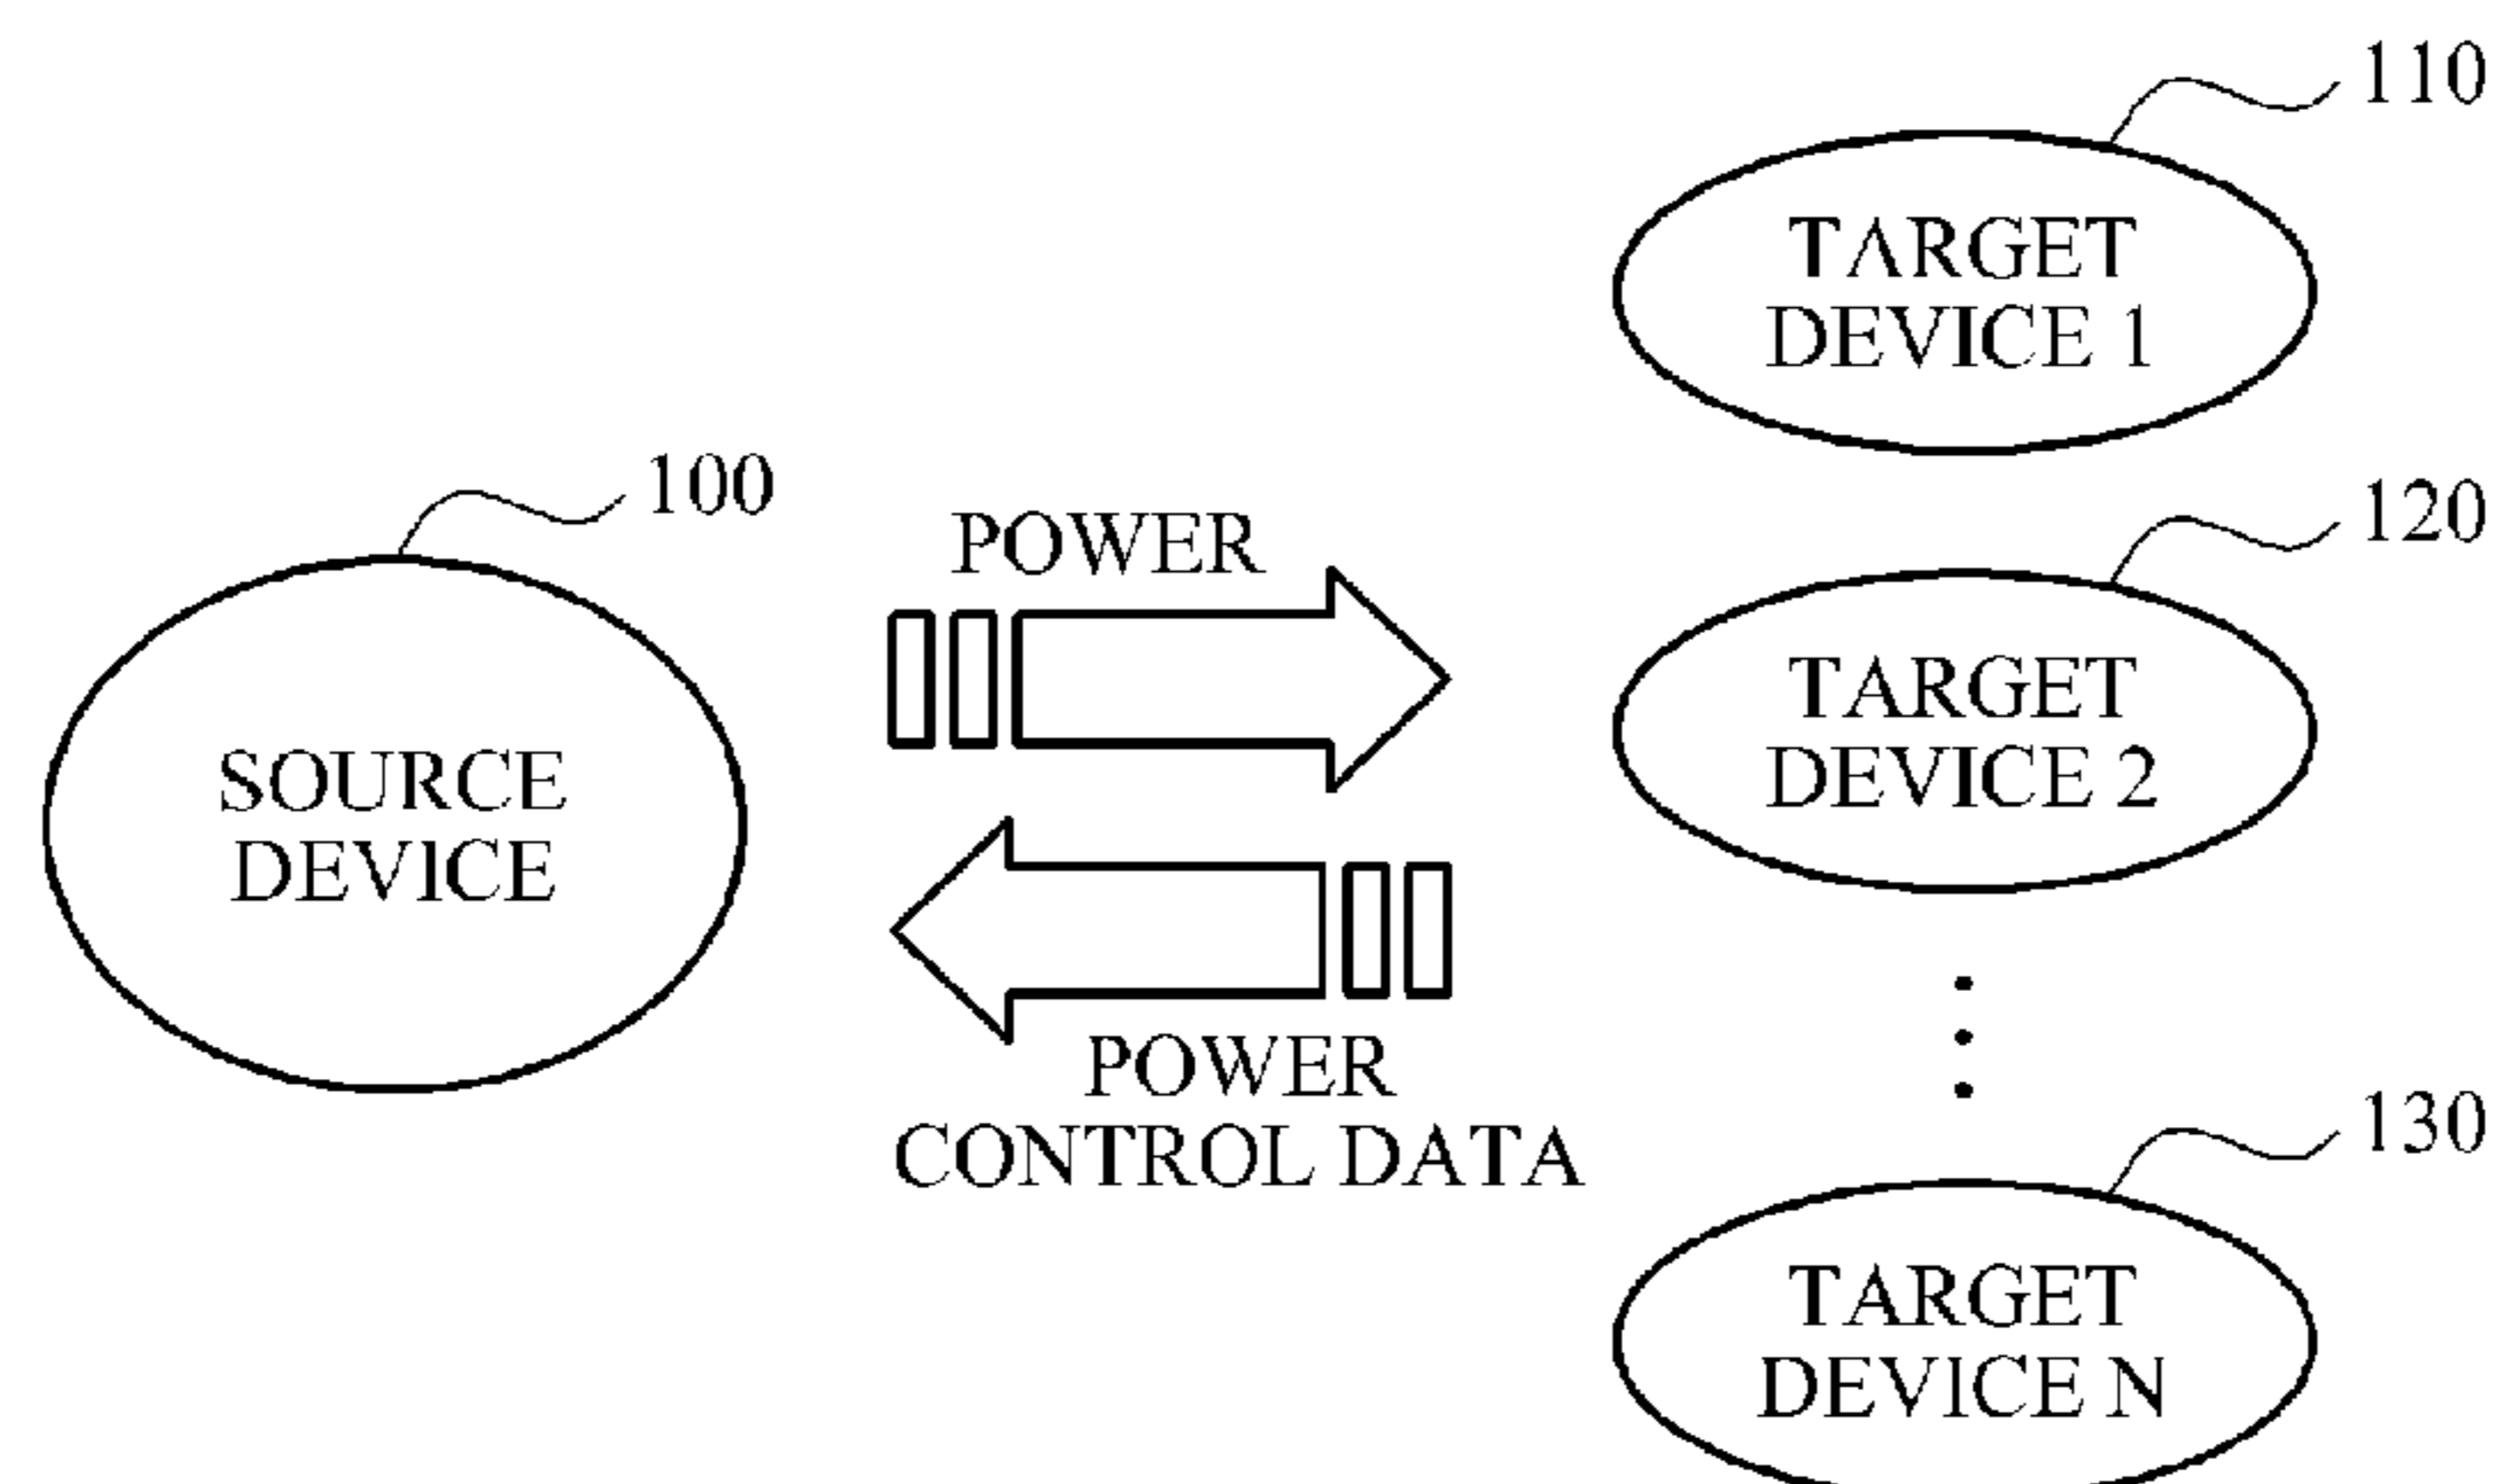 110
TARGET
DEVICE 1
100
POWER
120
SOURCE
DEVICE
TARGET
DEVICE 2
POWER
CONTROL DATA
130
TARGET
DEVICE N